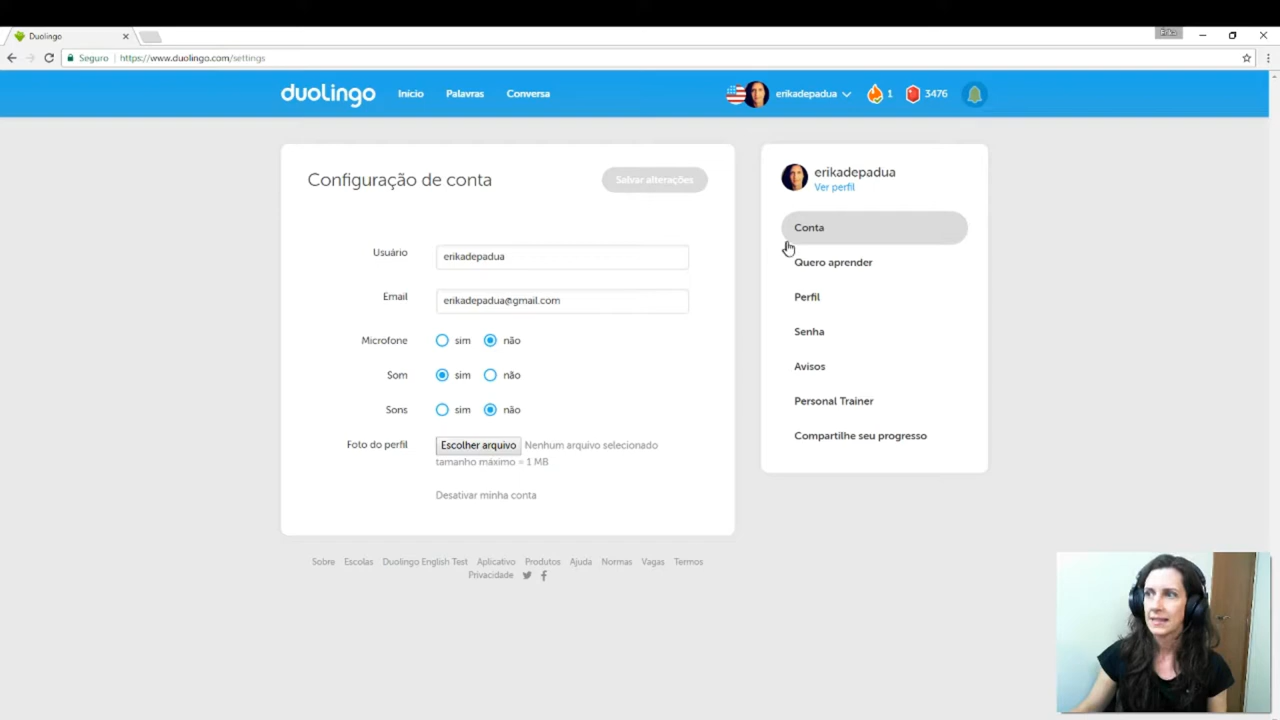 Duolingo
Erika
Seguro
https://www.duolingo.com/settings
duolingo
Início
Palavras
Conversa
erikadepadua
1
3476
Configuração de conta
Salvar alterações
Usuário
erikadepadua
Email
erikadepadua@gmail.com
Microfone
sim
não
Som
sim
não
Sons
sim
não
Foto do perfil
Escolher arquivo
Nenhum arquivo selecionado
tamanho máximo = 1 MB
Desativar minha conta
erikadepadua
Ver perfil
Conta
Quero aprender
Perfil
Senha
Avisos
Personal Trainer
Compartilhe seu progresso
Sobre Escolas Duolingo English Test Aplicativo Produtos Ajuda Normas Vagas Termos
Privacidade